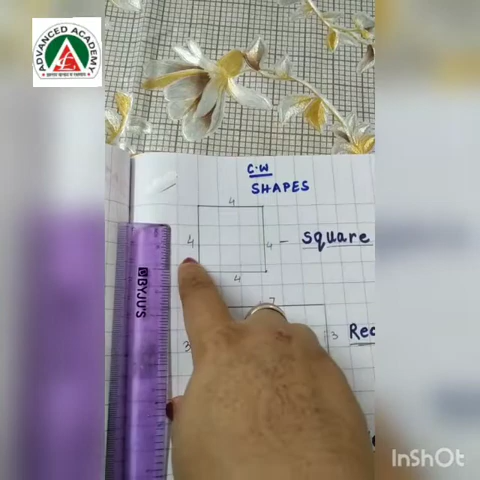 ADVANCED ACADEMY
C.W
SHAPES
4
4
4
square
4
7
3
Rec
3
BYJU'S
InShOt